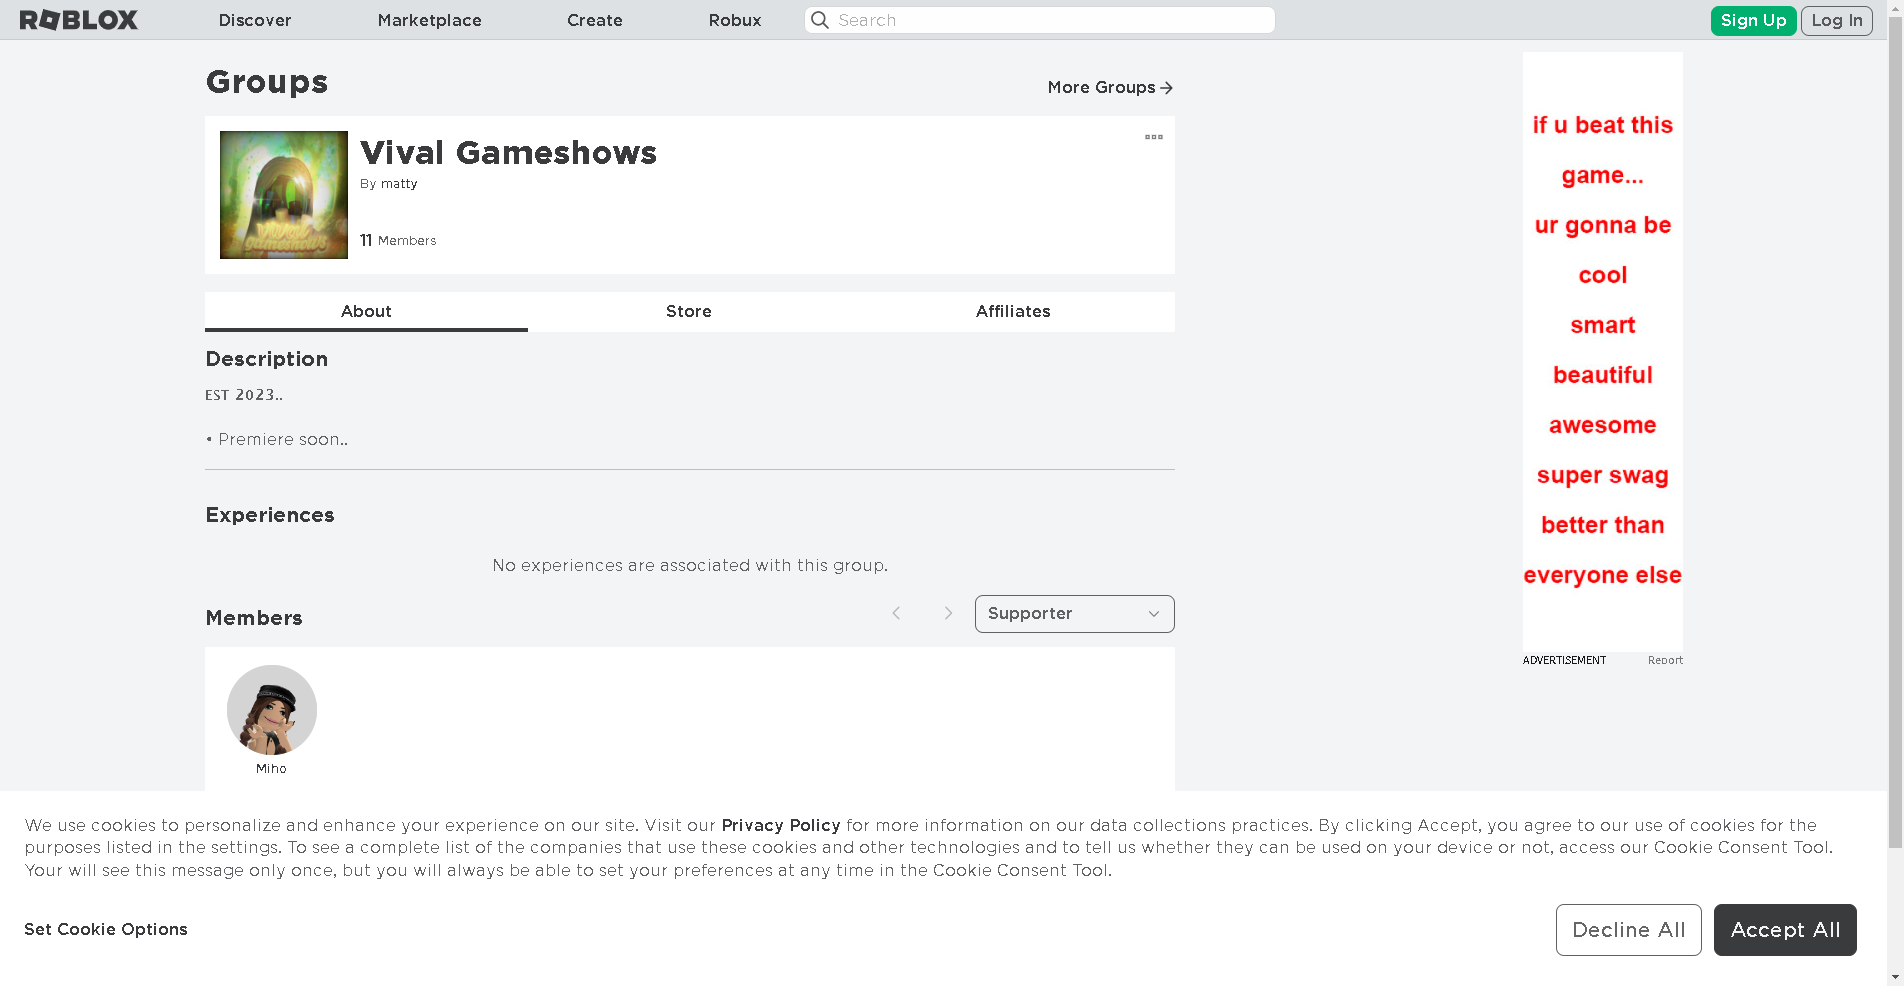 ROBLOX
Discover
Marketplace
Create
Robux
Search
Sign Up
Log In
Groups
More Groups
Vival Gameshows
By matty
11 Members
gameshows
About
Store
Affiliates
Description
EST 2023..
• Premiere soon..
Experiences
No experiences are associated with this group.
Members
Supporter
Miho
if u beat this
game...
ur gonna be
cool
smart
beautiful
awesome
super swag
better than
everyone else
ADVERTISEMENT
Report
We use cookies to personalize and enhance your experience on our site. Visit our Privacy Policy for more information on our data collections practices. By clicking Accept, you agree to our use of cookies for the
purposes listed in the settings. To see a complete list of the companies that use these cookies and other technologies and to tell us whether they can be used on your device or not, access our Cookie Consent Tool.
Your will see this message only once, but you will always be able to set your preferences at any time in the Cookie Consent Tool.
Set Cookie Options
Decline All
Accept All